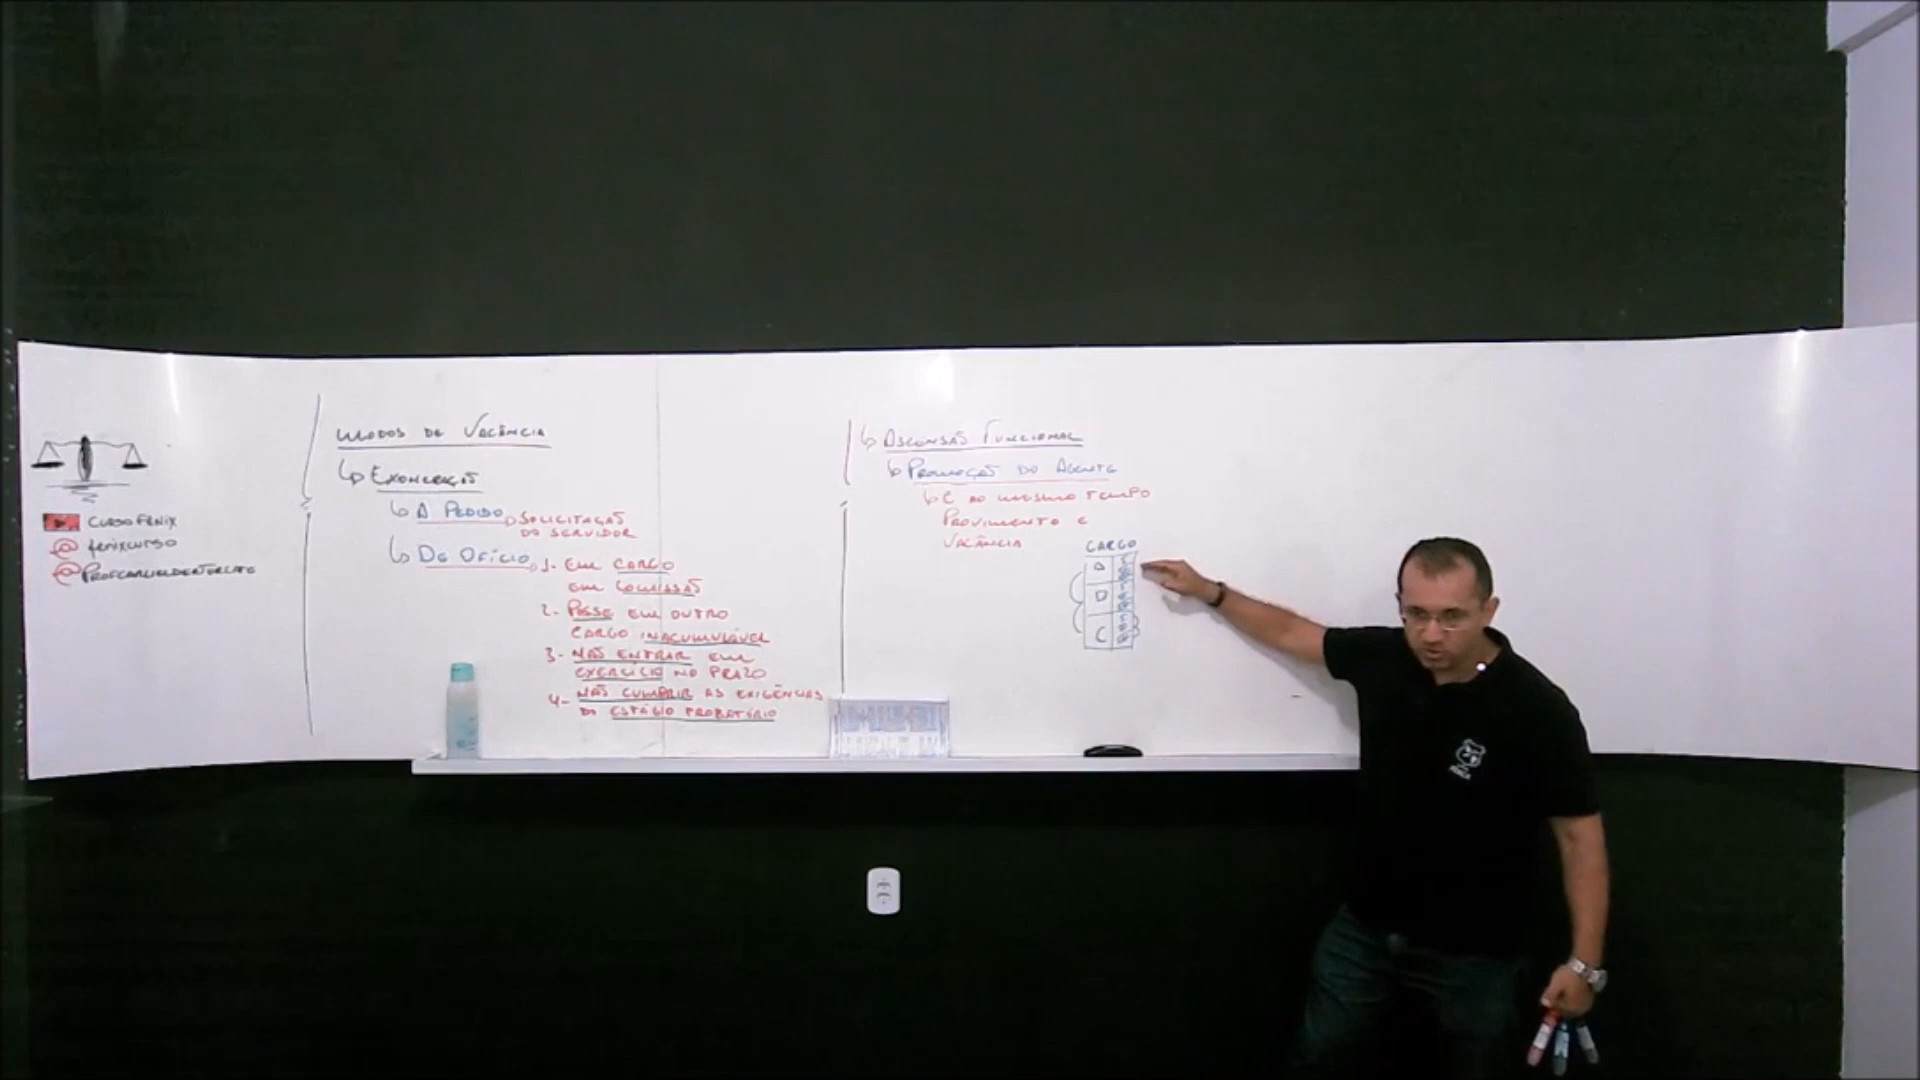 CURSO FÊNIX
@ fenixcurso
MODOS DE VACÂNCIA
↳ EXONERAÇÃO
↳ A PEDIDO → SOLICITAÇÃO
DO SERVIDOR
↳ DE OFÍCIO → 1- EM CARGO
EM COMISSÃO
2- POSSE EM OUTRO
CARGO INACUMULÁVEL
3- NÃO ENTRAR EM
EXERCÍCIO NO PRAZO
4- NÃO CUMPRIR AS EXIGÊNCIAS
DO ESTÁGIO PROBATÓRIO
↳ ASCENSÃO FUNCIONAL
↳ PROMOÇÃO DO AGENTE
↳ É AO MESMO TEMPO
PROVIMENTO E
VACÂNCIA
CARGO
D
C